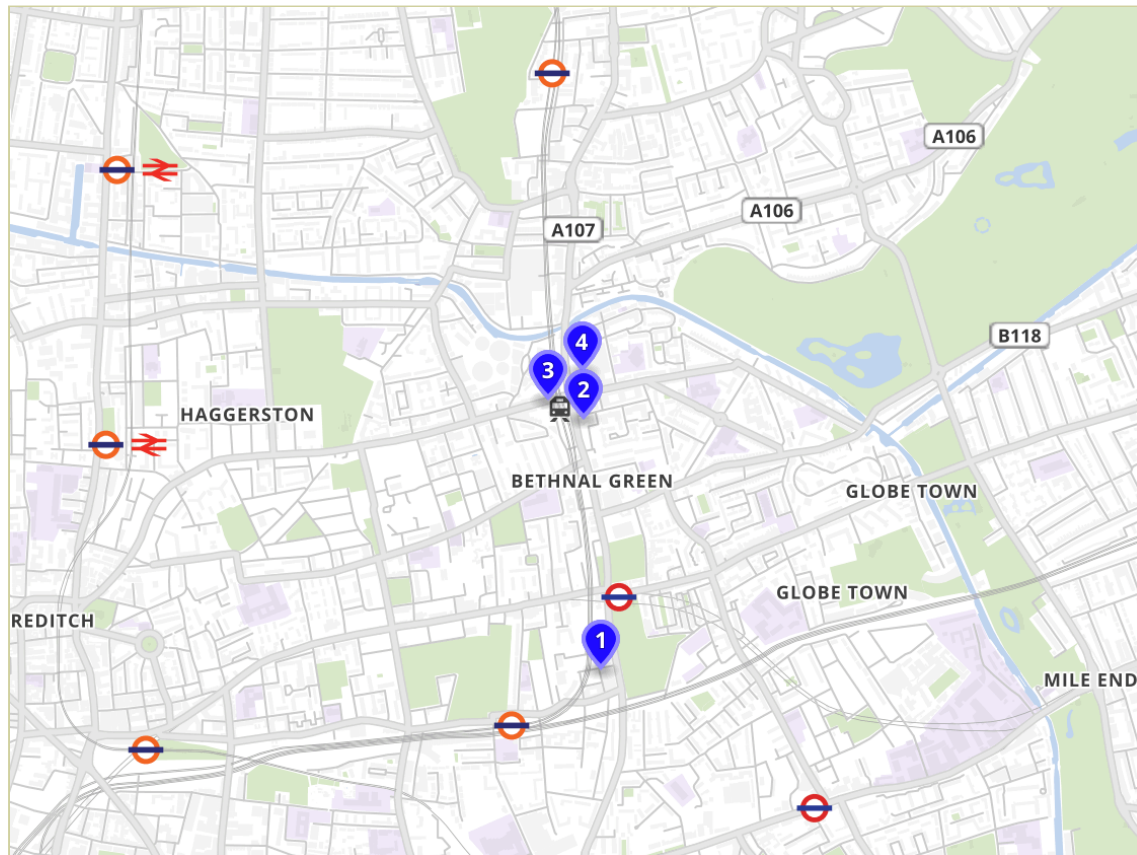 A106
A106
A107
B118
4
3
2
HAGGERSTON
BETHNAL GREEN
GLOBE TOWN
GLOBE TOWN
REDITCH
1
MILE END